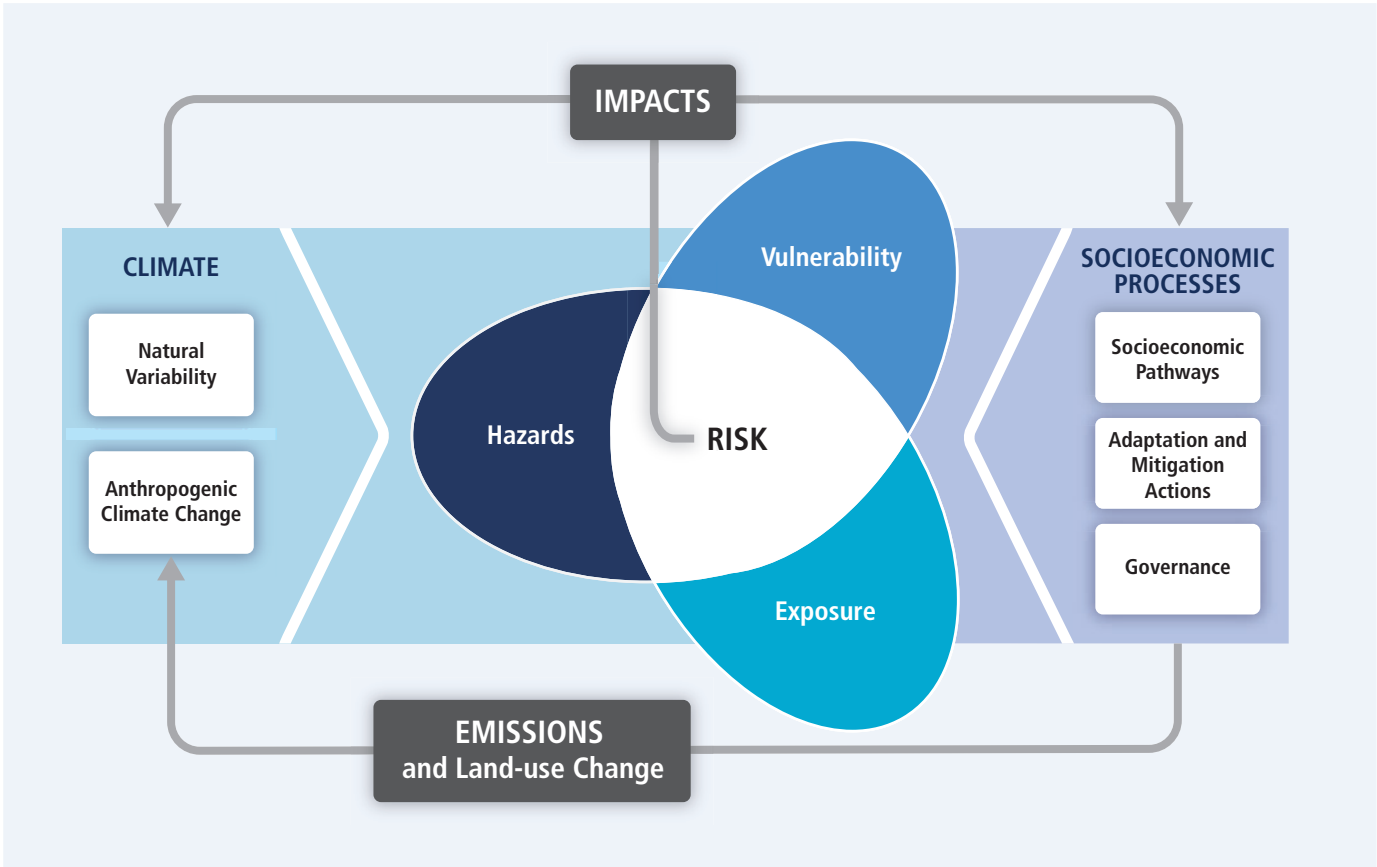 IMPACTS
Vulnerability
CLIMATE
Natural
Variability
Anthropogenic
Climate Change
Hazards
RISK
Exposure
SOCIOECONOMIC
PROCESSES
Socioeconomic
Pathways
Adaptation and
Mitigation
Actions
Governance
EMISSIONS
and Land-use Change